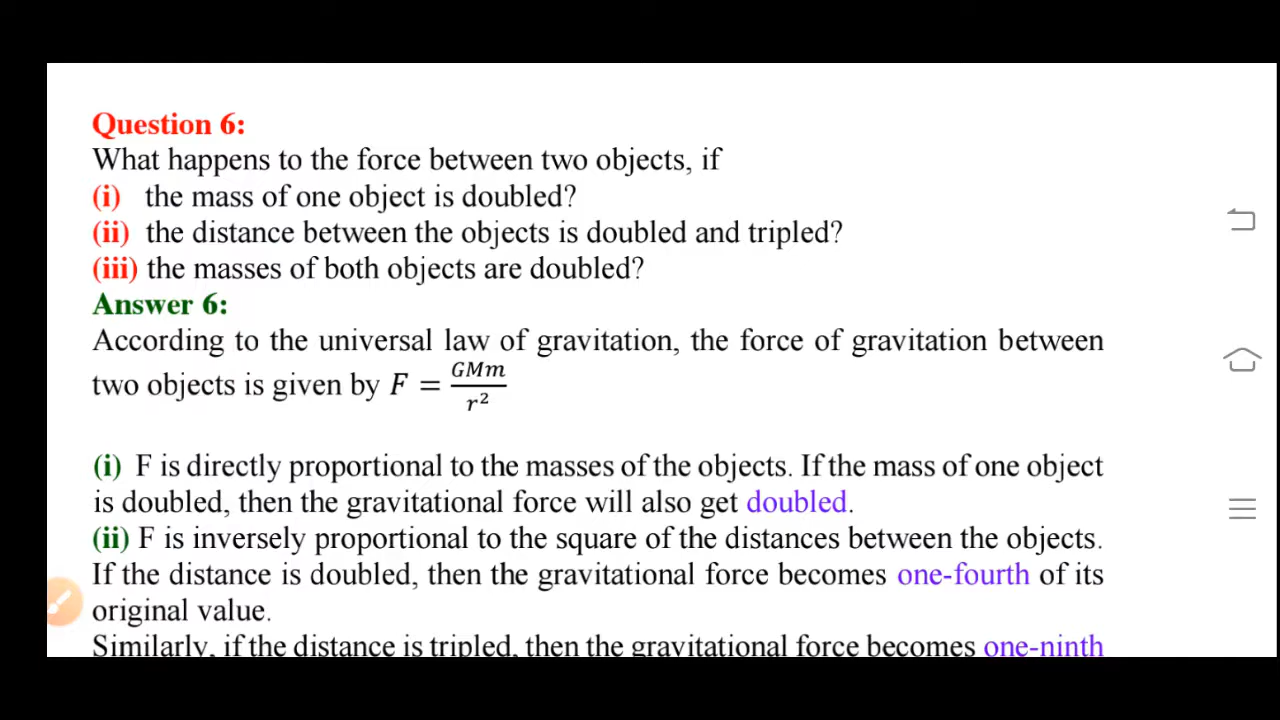 Question 6:
What happens to the force between two objects, if
(i) the mass of one object is doubled?
(ii) the distance between the objects is doubled and tripled?
(iii) the masses of both objects are doubled?
Answer 6:
According to the universal law of gravitation, the force of gravitation between
two objects is given by F = GMm/r²
(i) F is directly proportional to the masses of the objects. If the mass of one object
is doubled, then the gravitational force will also get doubled.
(ii) F is inversely proportional to the square of the distances between the objects.
If the distance is doubled, then the gravitational force becomes one-fourth of its
original value.
Similarly, if the distance is tripled, then the gravitational force becomes one-ninth